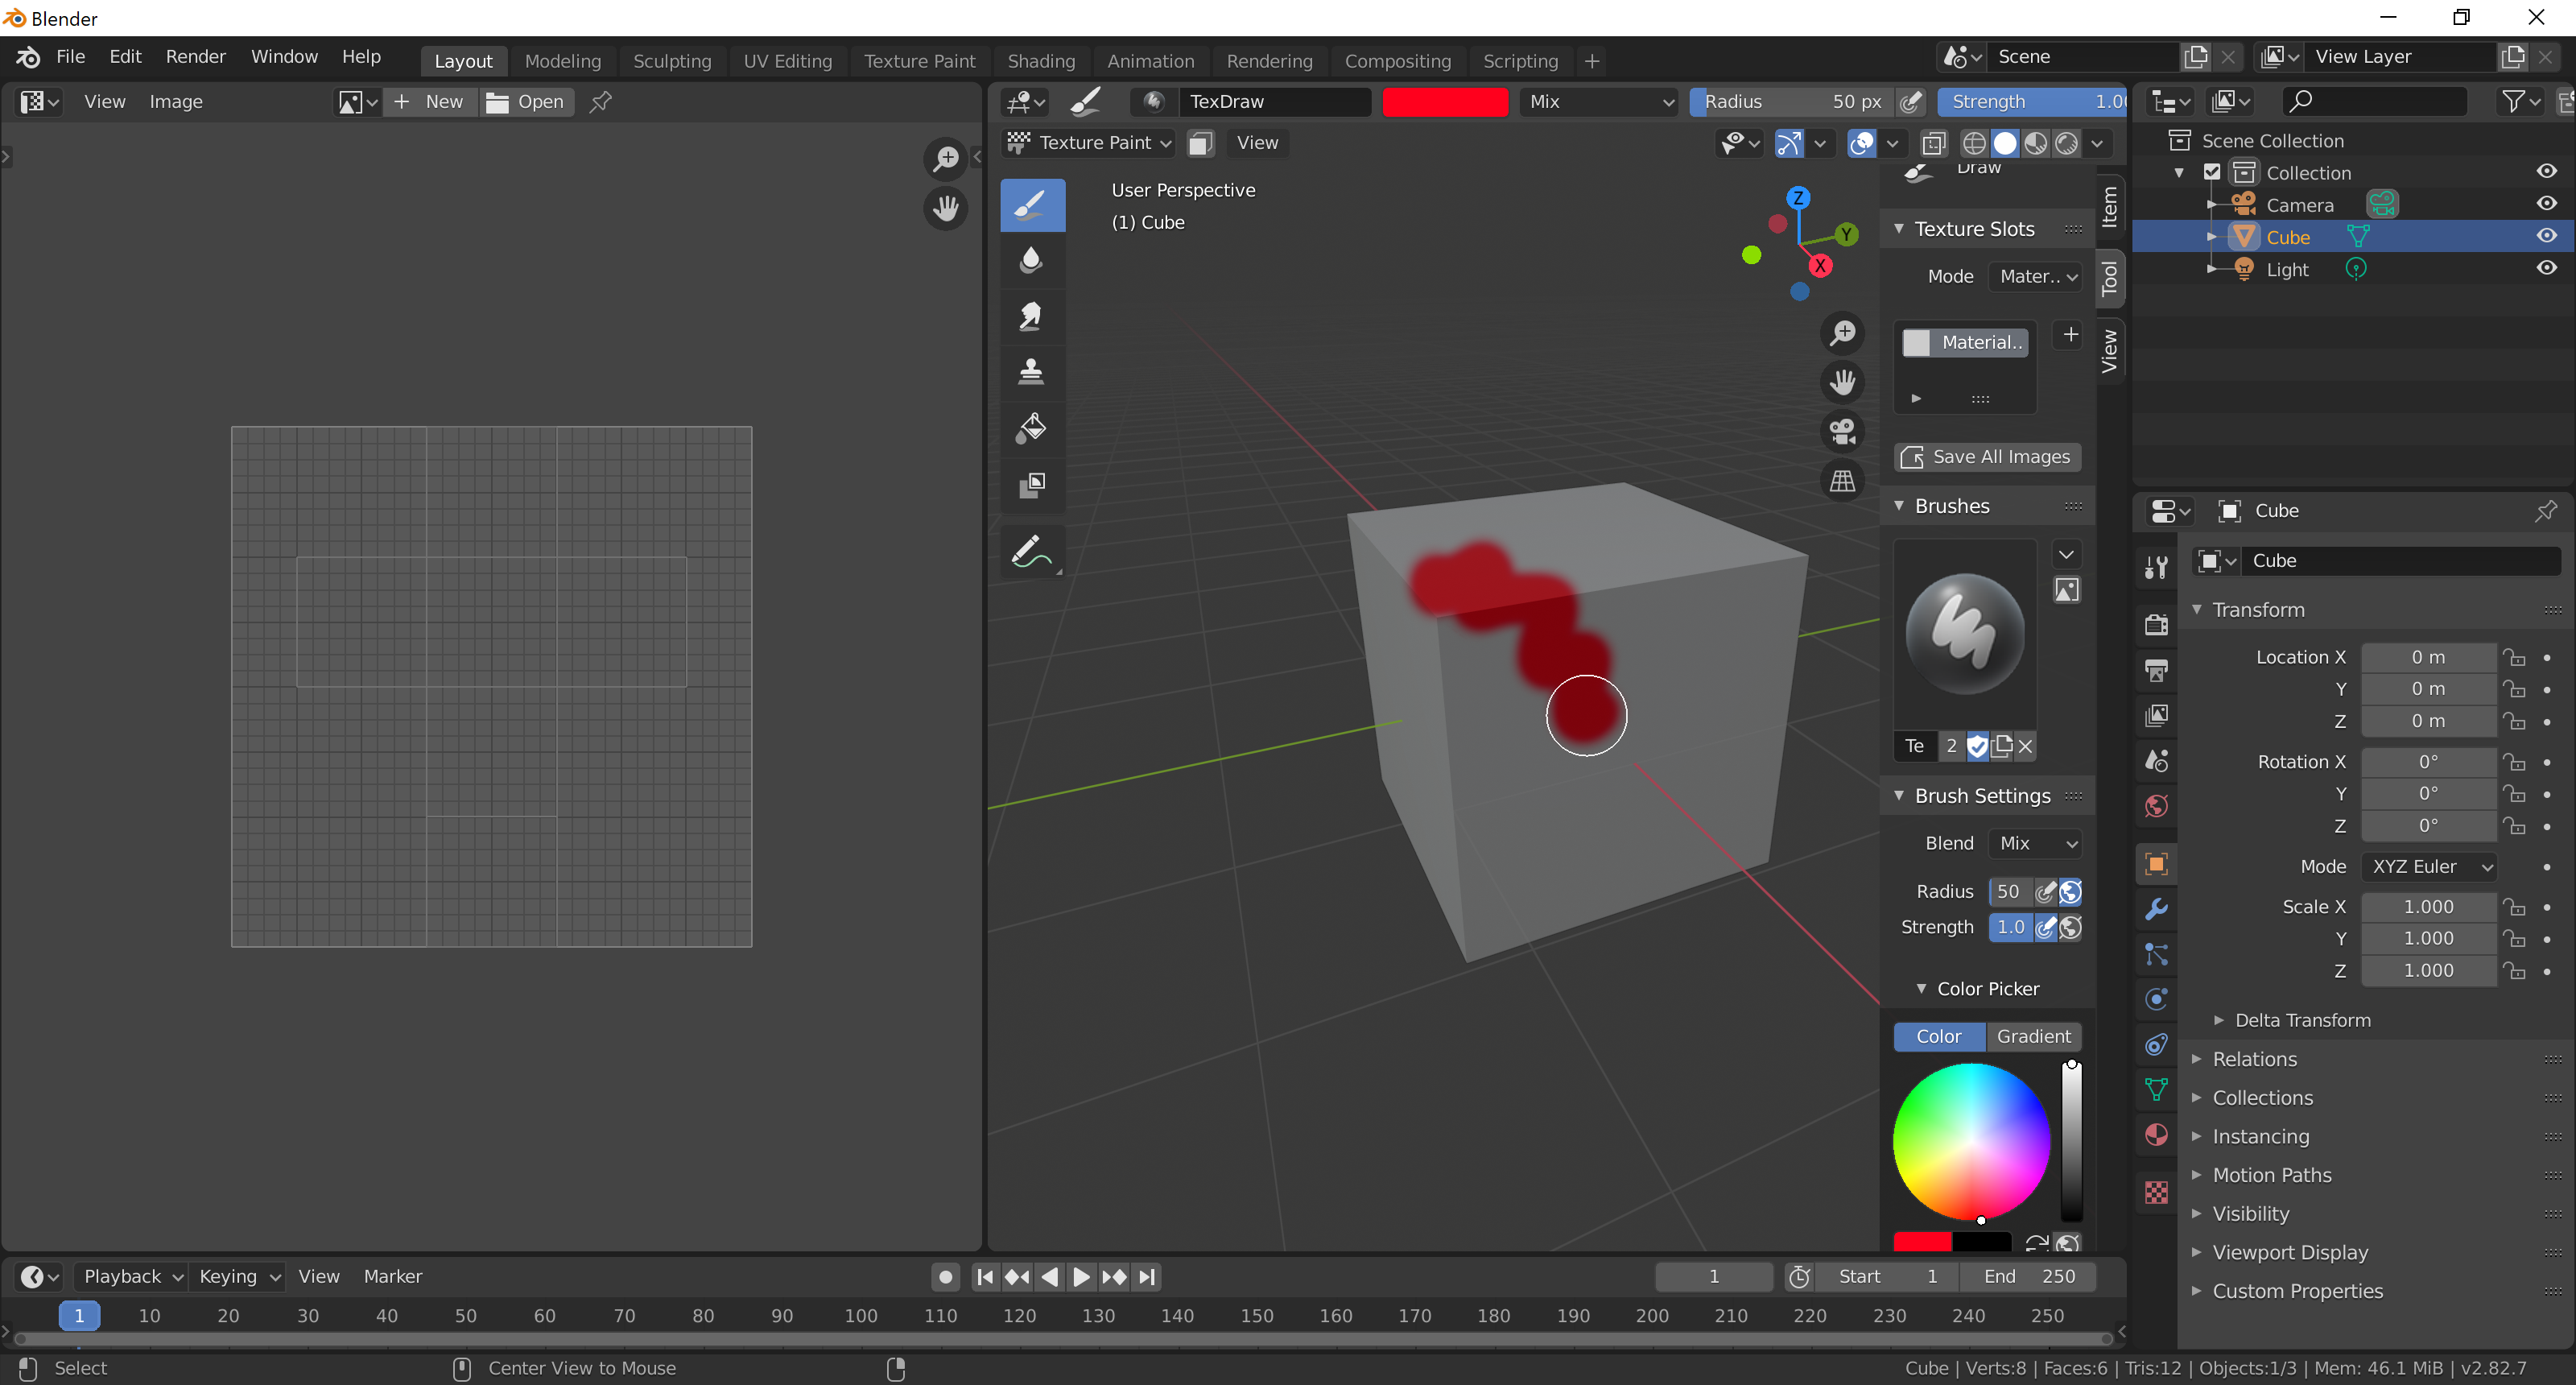 Blender
File Edit Render Window Help Layout Modeling Sculpting UV Editing Texture Paint Shading Animation Rendering Compositing Scripting + Scene View Layer
View Image + New Open
TexDraw Mix Radius 50 px Strength
Texture Paint View
User Perspective
(1) Cube
Z
Y
X
Draw
Texture Slots
Mode Mater..
Material..
Save All Images
Brushes
Te 2
Brush Settings
Blend Mix
Radius 50
Strength 1.0
Color Picker
Color Gradient
Item
Tool
View
Scene Collection
Collection
Camera
Cube
Light
Cube
Cube
Transform
Location X 0 m
Y 0 m
Z 0 m
Rotation X 0°
Y 0°
Z 0°
Mode XYZ Euler
Scale X 1.000
Y 1.000
Z 1.000
Delta Transform
Relations
Collections
Instancing
Motion Paths
Visibility
Viewport Display
Custom Properties
Playback Keying View Marker 1 Start 1 End 250
1 10 20 30 40 50 60 70 80 90 100 110 120 130 140 150 160 170 180 190 200 210 220 230 240 250
Select Center View to Mouse Cube | Verts:8 | Faces:6 | Tris:12 | Objects:1/3 | Mem: 46.1 MiB | v2.82.7